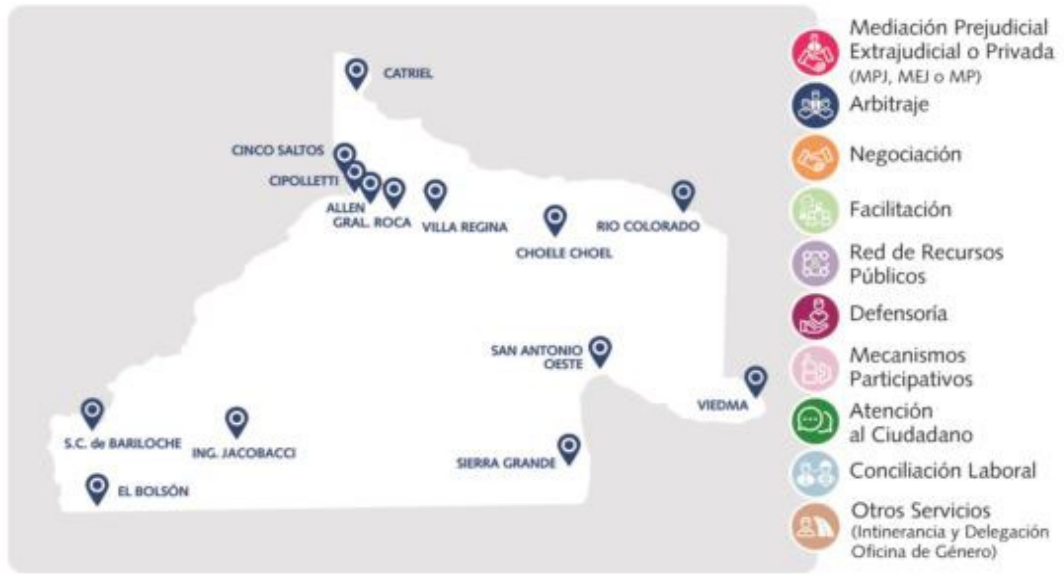 CATRIEL
CINCO SALTOS
CIPOLLETTI
ALLEN
GRAL. ROCA
VILLA REGINA
CHOELE CHOEL
RIO COLORADO
SAN ANTONIO
OESTE
VIEDMA
S.C. de BARILOCHE
ING. JACOBACCI
SIERRA GRANDE
EL BOLSÓN
Mediación Prejudicial
Extrajudicial o Privada
(MPJ, MEJ o MP)
Arbitraje
Negociación
Facilitación
Red de Recursos
Públicos
Defensoría
Mecanismos
Participativos
Atención
al Ciudadano
Conciliación Laboral
Otros Servicios
(Intinerancia y Delegación
Oficina de Género)